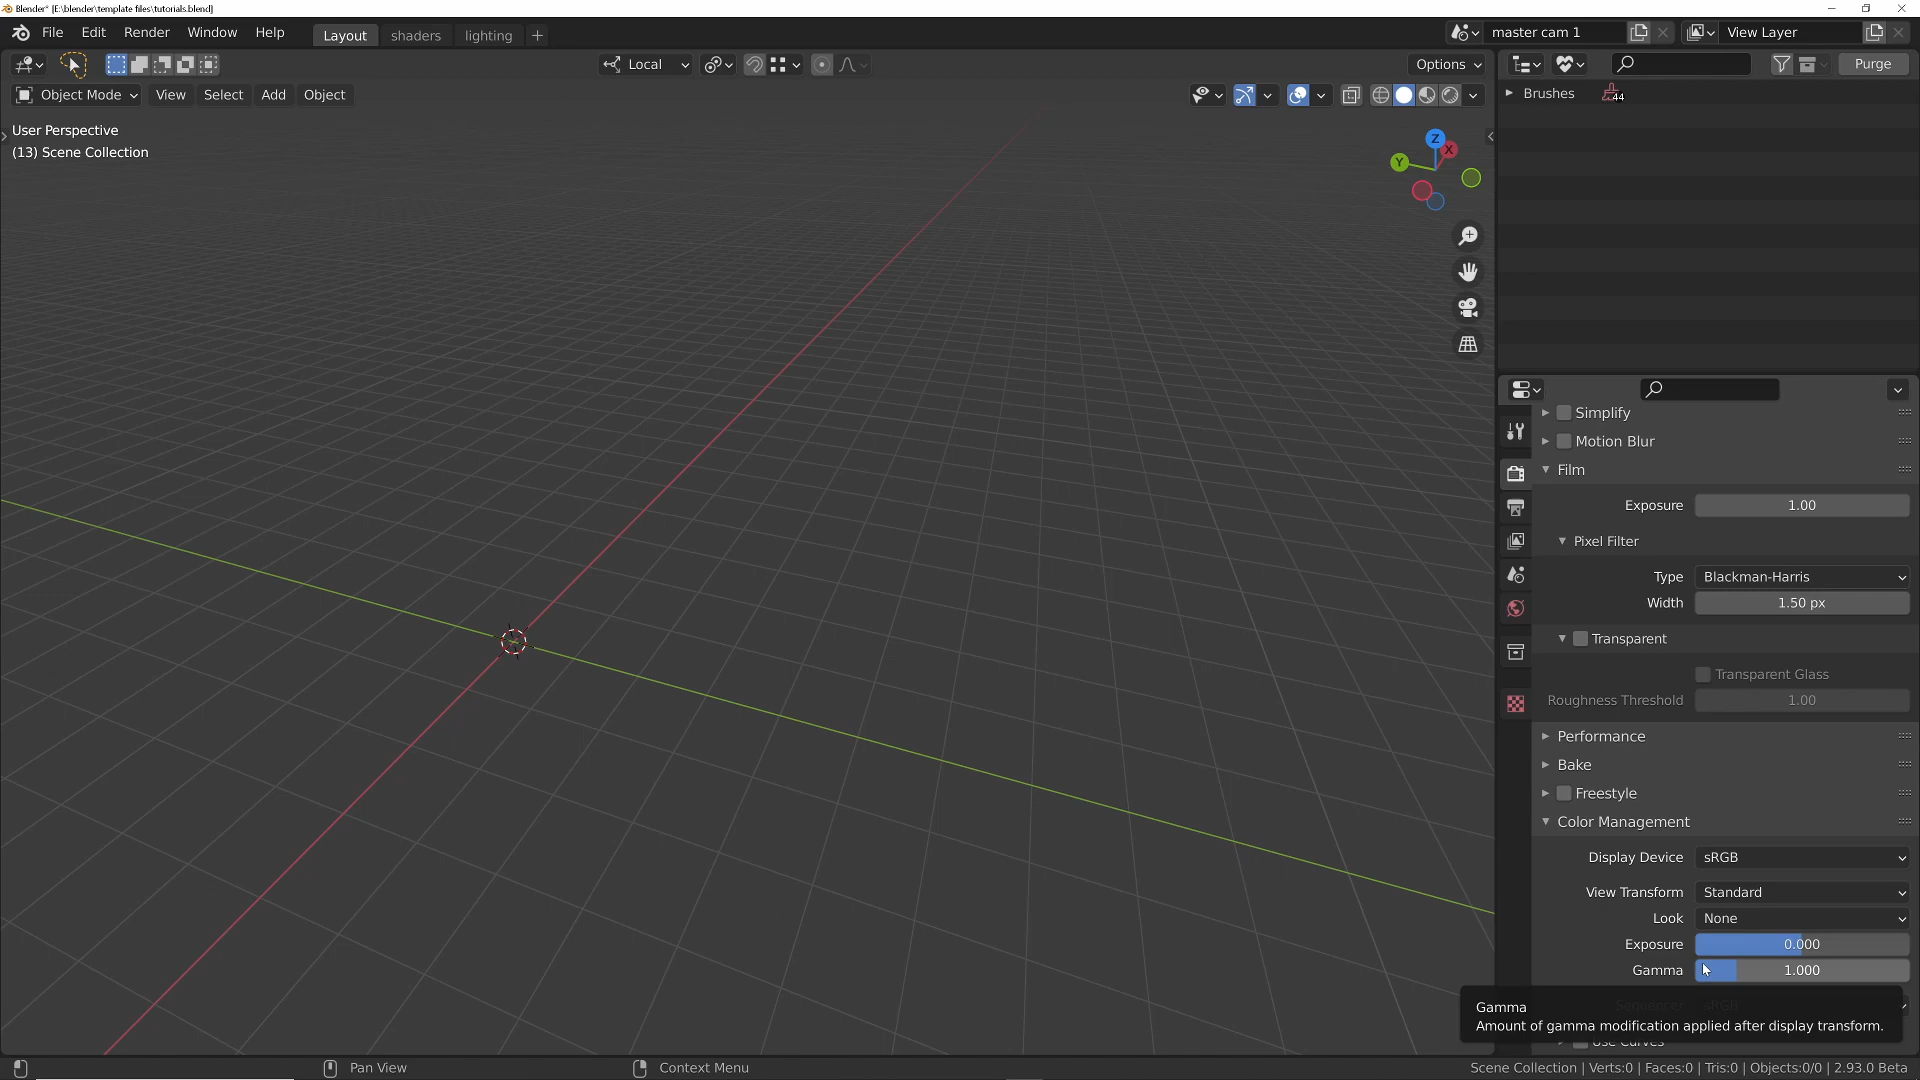 Blender* [E:\blender\template files\tutorials.blend]
File Edit Render Window Help Layout shaders lighting + master cam 1 View Layer
Local Options Purge
Object Mode View Select Add Object
Brushes 44
User Perspective
(13) Scene Collection
Z
X
Y
Simplify
Motion Blur
Film
Exposure 1.00
Pixel Filter
Type Blackman-Harris
Width 1.50 px
Transparent
Transparent Glass
Roughness Threshold 1.00
Performance
Bake
Freestyle
Color Management
Display Device sRGB
View Transform Standard
Look None
Exposure 0.000
Gamma 1.000
Sequencer sRGB
Gamma
Amount of gamma modification applied after display transform.
Use Curves
Pan View Context Menu Scene Collection | Verts:0 | Faces:0 | Tris:0 | Objects:0/0 | 2.93.0 Beta